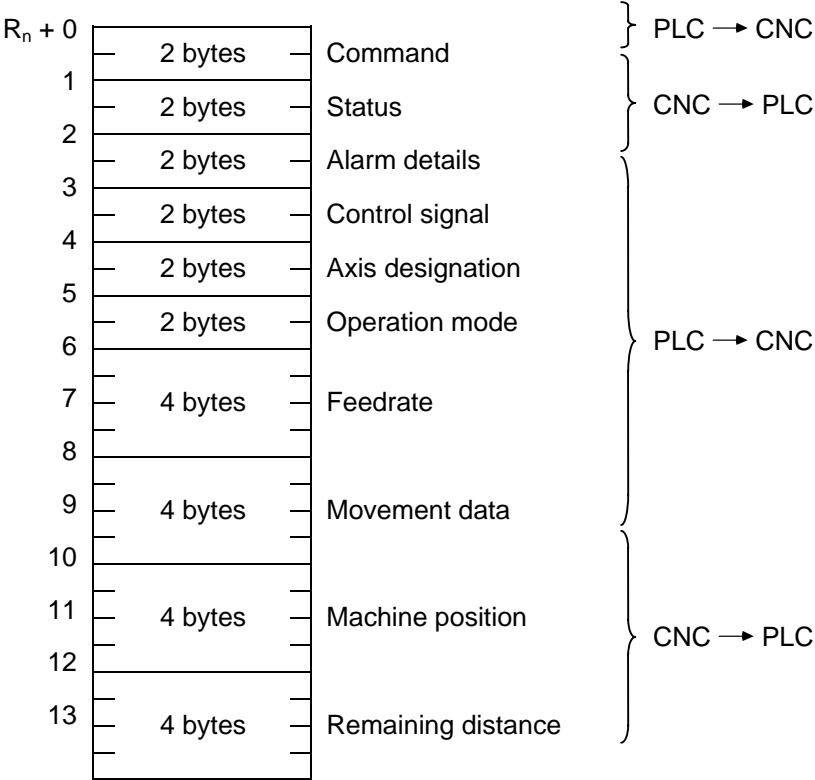 Rn + 0 PLC → CNC
2 bytes Command
1
2 bytes Status CNC → PLC
2
2 bytes Alarm details
3
2 bytes Control signal
4
2 bytes Axis designation
5
2 bytes Operation mode PLC → CNC
6
7 4 bytes Feedrate
8
9 4 bytes Movement data
10
11 4 bytes Machine position
CNC → PLC
12
13 4 bytes Remaining distance